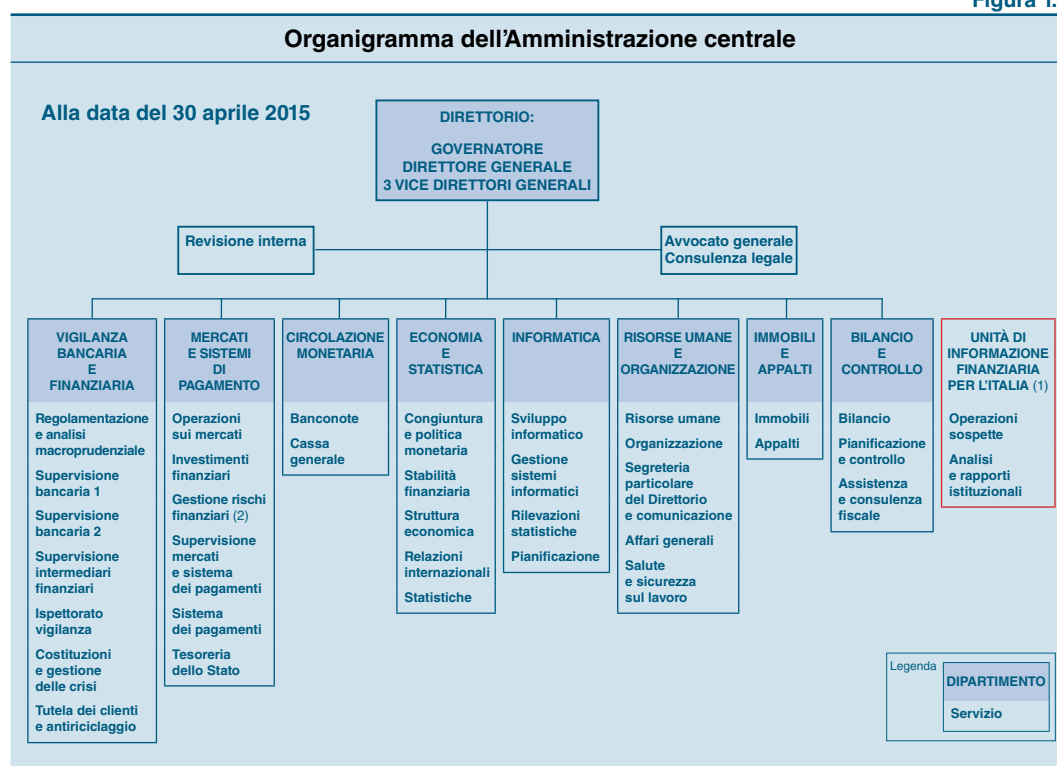 Figura 1.
Organigramma dell'Amministrazione centrale
Alla data del 30 aprile 2015
DIRETTORIO:
GOVERNATORE
DIRETTORE GENERALE
3 VICE DIRETTORI GENERALI
Revisione interna
Avvocato generale
Consulenza legale
VIGILANZA
BANCARIA
E
FINANZIARIA
Regolamentazione
e analisi
macroprudenziale
Supervisione
bancaria 1
Supervisione
bancaria 2
Supervisione
intermediari
finanziari
Ispettorato
vigilanza
Costituzioni
e gestione
delle crisi
Tutela dei clienti
e antiriciclaggio
MERCATI
E SISTEMI
DI
PAGAMENTO
Operazioni
sui mercati
Investimenti
finanziari
Gestione rischi
finanziari (2)
Supervisione
mercati
e sistema
dei pagamenti
Sistema
dei pagamenti
Tesoreria
dello Stato
CIRCOLAZIONE
MONETARIA
Banconote
Cassa
generale
ECONOMIA
E
STATISTICA
Congiuntura
e politica
monetaria
Stabilità
finanziaria
Struttura
economica
Relazioni
internazionali
Statistiche
INFORMATICA
Sviluppo
informatico
Gestione
sistemi
informatici
Rilevazioni
statistiche
Pianificazione
RISORSE UMANE
E
ORGANIZZAZIONE
Risorse umane
Organizzazione
Segreteria
particolare
del Direttorio
e comunicazione
Affari generali
Salute
e sicurezza
sul lavoro
IMMOBILI
E
APPALTI
Immobili
Appalti
BILANCIO
E
CONTROLLO
Bilancio
Pianificazione
e controllo
Assistenza
e consulenza
fiscale
UNITÀ DI
INFORMAZIONE
FINANZIARIA
PER L'ITALIA (1)
Operazioni
sospette
Analisi
e rapporti
istituzionali
Legenda
DIPARTIMENTO
Servizio